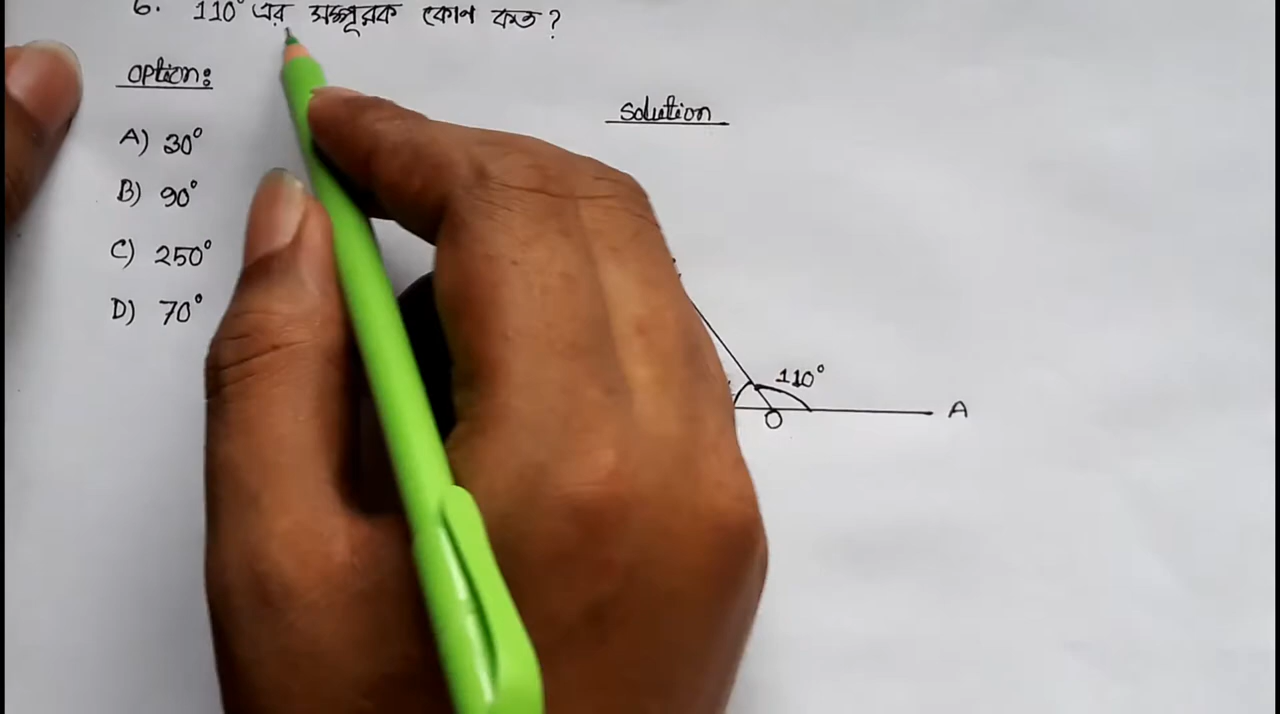 6. 110° এর সম্পূরক কোণ কত ?
Option:
Solution
A) 30°
B) 90°
C) 250°
D) 70°
110°
A
O